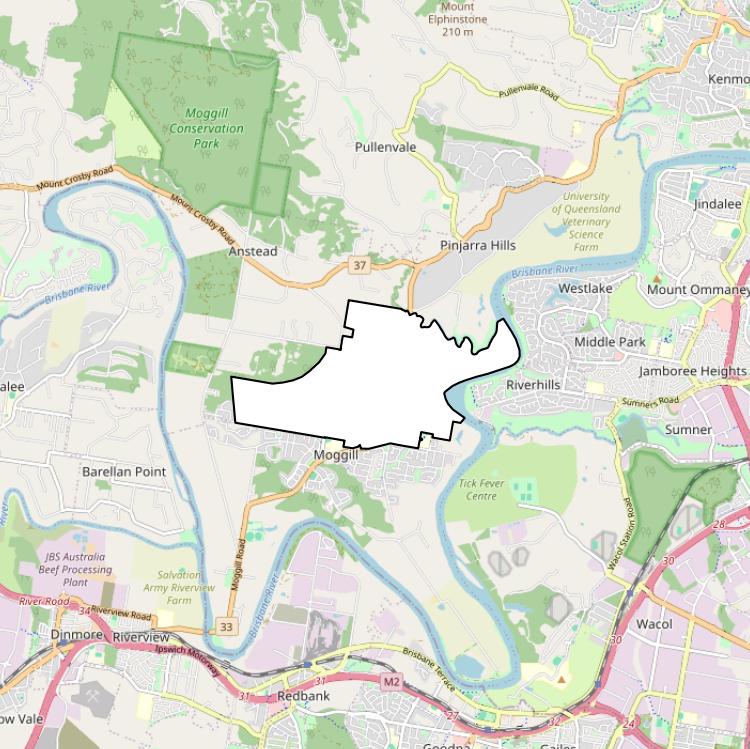 Mount
Elphinstone
210 m
Kenmo
Pullenvale Road
Moggill
Conservation
Park
Pullenvale
Mount Crosby Road
Mount Crosby Road
University
of Queensland
Veterinary
Science
Farm
Jindalee
Anstead
Pinjarra Hills
37
Brisbane River
Brisbane River
Westlake
Mount Ommaney
Middle Park
Jamboree Heights
alee
Riverhills
Sumners Road
Sumner
Moggill
Barellan Point
Tick Fever
Centre
River
Wacol Station Road
28
30
JBS Australia
Beef Processing
Plant
Moggill Road
Salvation
Army Riverview
Farm
Brisbane River
River Road
34
Riverview Road
33
Wacol
Dinmore
Riverview
30
Ipswich Motorway
Brisbane Terrace
31
31
M2
Redbank
ow Vale
27
32
24
Goodna
Gailes